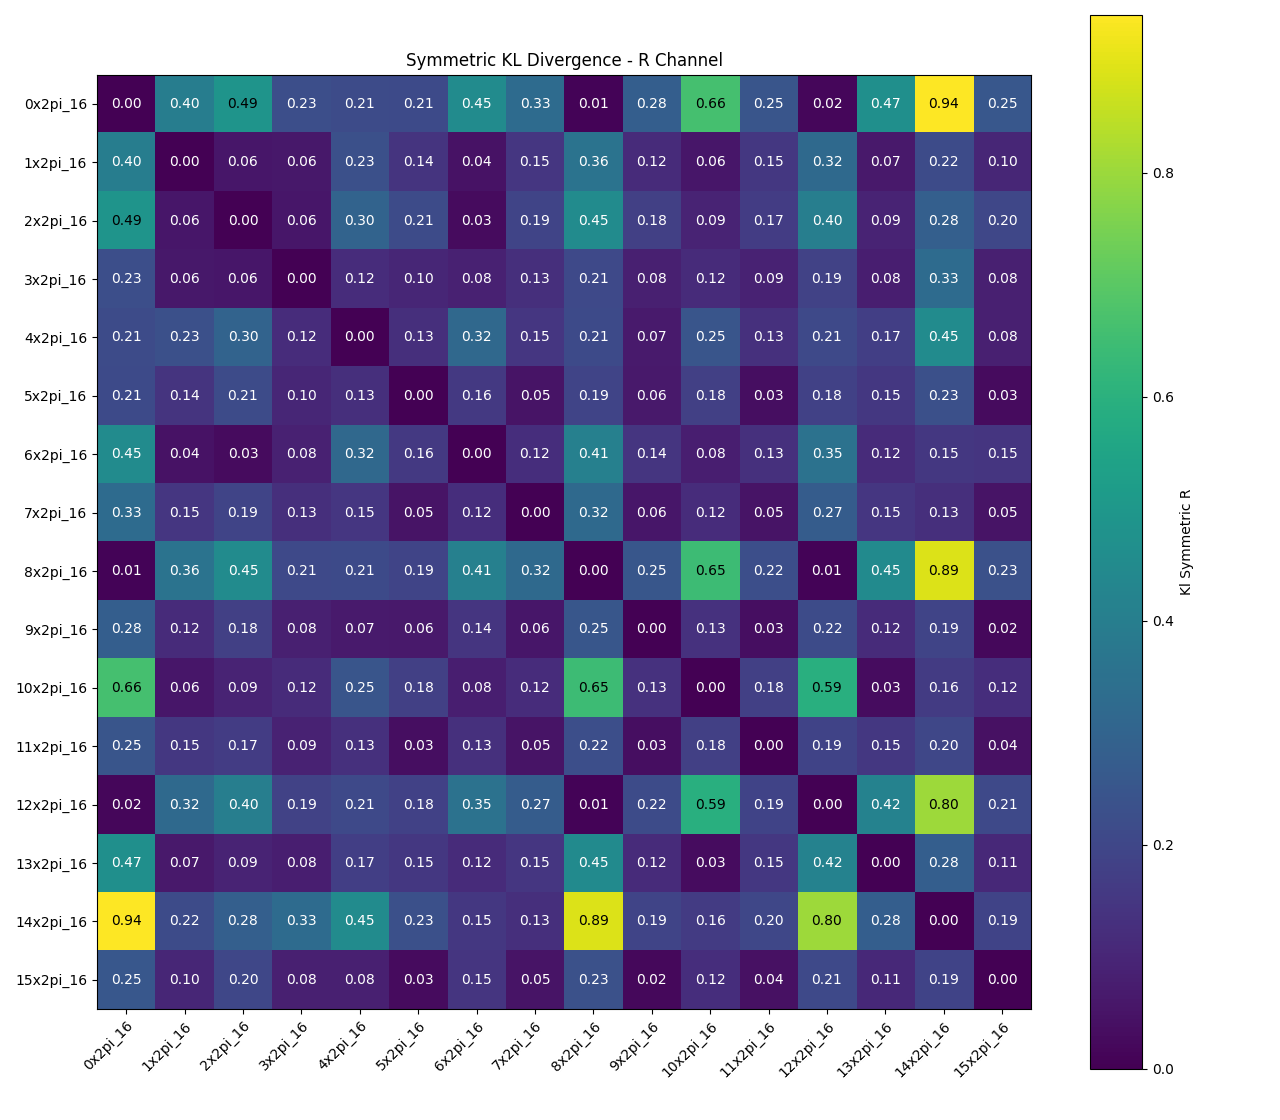 Symmetric KL Divergence - R Channel
0x2pi_16 0.00 0.40 0.49 0.23 0.21 0.21 0.45 0.33 0.01 0.28 0.66 0.25 0.02 0.47 0.94 0.25
1x2pi_16 0.40 0.00 0.06 0.06 0.23 0.14 0.04 0.15 0.36 0.12 0.06 0.15 0.32 0.07 0.22 0.10
2x2pi_16 0.49 0.06 0.00 0.06 0.30 0.21 0.03 0.19 0.45 0.18 0.09 0.17 0.40 0.09 0.28 0.20
3x2pi_16 0.23 0.06 0.06 0.00 0.12 0.10 0.08 0.13 0.21 0.08 0.12 0.09 0.19 0.08 0.33 0.08
4x2pi_16 0.21 0.23 0.30 0.12 0.00 0.13 0.32 0.15 0.21 0.07 0.25 0.13 0.21 0.17 0.45 0.08
5x2pi_16 0.21 0.14 0.21 0.10 0.13 0.00 0.16 0.05 0.19 0.06 0.18 0.03 0.18 0.15 0.23 0.03
6x2pi_16 0.45 0.04 0.03 0.08 0.32 0.16 0.00 0.12 0.41 0.14 0.08 0.13 0.35 0.12 0.15 0.15
7x2pi_16 0.33 0.15 0.19 0.13 0.15 0.05 0.12 0.00 0.32 0.06 0.12 0.05 0.27 0.15 0.13 0.05
8x2pi_16 0.01 0.36 0.45 0.21 0.21 0.19 0.41 0.32 0.00 0.25 0.65 0.22 0.01 0.45 0.89 0.23
9x2pi_16 0.28 0.12 0.18 0.08 0.07 0.06 0.14 0.06 0.25 0.00 0.13 0.03 0.22 0.12 0.19 0.02
10x2pi_16 0.66 0.06 0.09 0.12 0.25 0.18 0.08 0.12 0.65 0.13 0.00 0.18 0.59 0.03 0.16 0.12
11x2pi_16 0.25 0.15 0.17 0.09 0.13 0.03 0.13 0.05 0.22 0.03 0.18 0.00 0.19 0.15 0.20 0.04
12x2pi_16 0.02 0.32 0.40 0.19 0.21 0.18 0.35 0.27 0.01 0.22 0.59 0.19 0.00 0.42 0.80 0.21
13x2pi_16 0.47 0.07 0.09 0.08 0.17 0.15 0.12 0.15 0.45 0.12 0.03 0.15 0.42 0.00 0.28 0.11
14x2pi_16 0.94 0.22 0.28 0.33 0.45 0.23 0.15 0.13 0.89 0.19 0.16 0.20 0.80 0.28 0.00 0.19
15x2pi_16 0.25 0.10 0.20 0.08 0.08 0.03 0.15 0.05 0.23 0.02 0.12 0.04 0.21 0.11 0.19 0.00
0x2pi_16 1x2pi_16 2x2pi_16 3x2pi_16 4x2pi_16 5x2pi_16 6x2pi_16 7x2pi_16 8x2pi_16 9x2pi_16 10x2pi_16 11x2pi_16 12x2pi_16 13x2pi_16 14x2pi_16 15x2pi_16
0.8
0.6
0.4
0.2
0.0
Kl Symmetric R